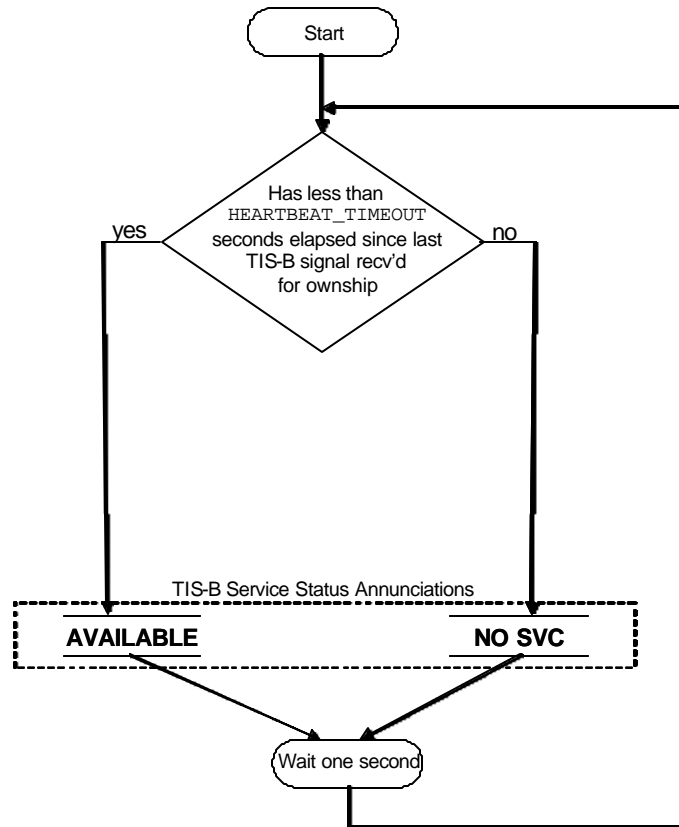 Start
Has less than
HEARTBEAT_TIMEOUT
seconds elapsed since last
TIS-B signal recv'd
for ownship
yes
no
TIS-B Service Status Annunciations
AVAILABLE
NO SVC
Wait one second